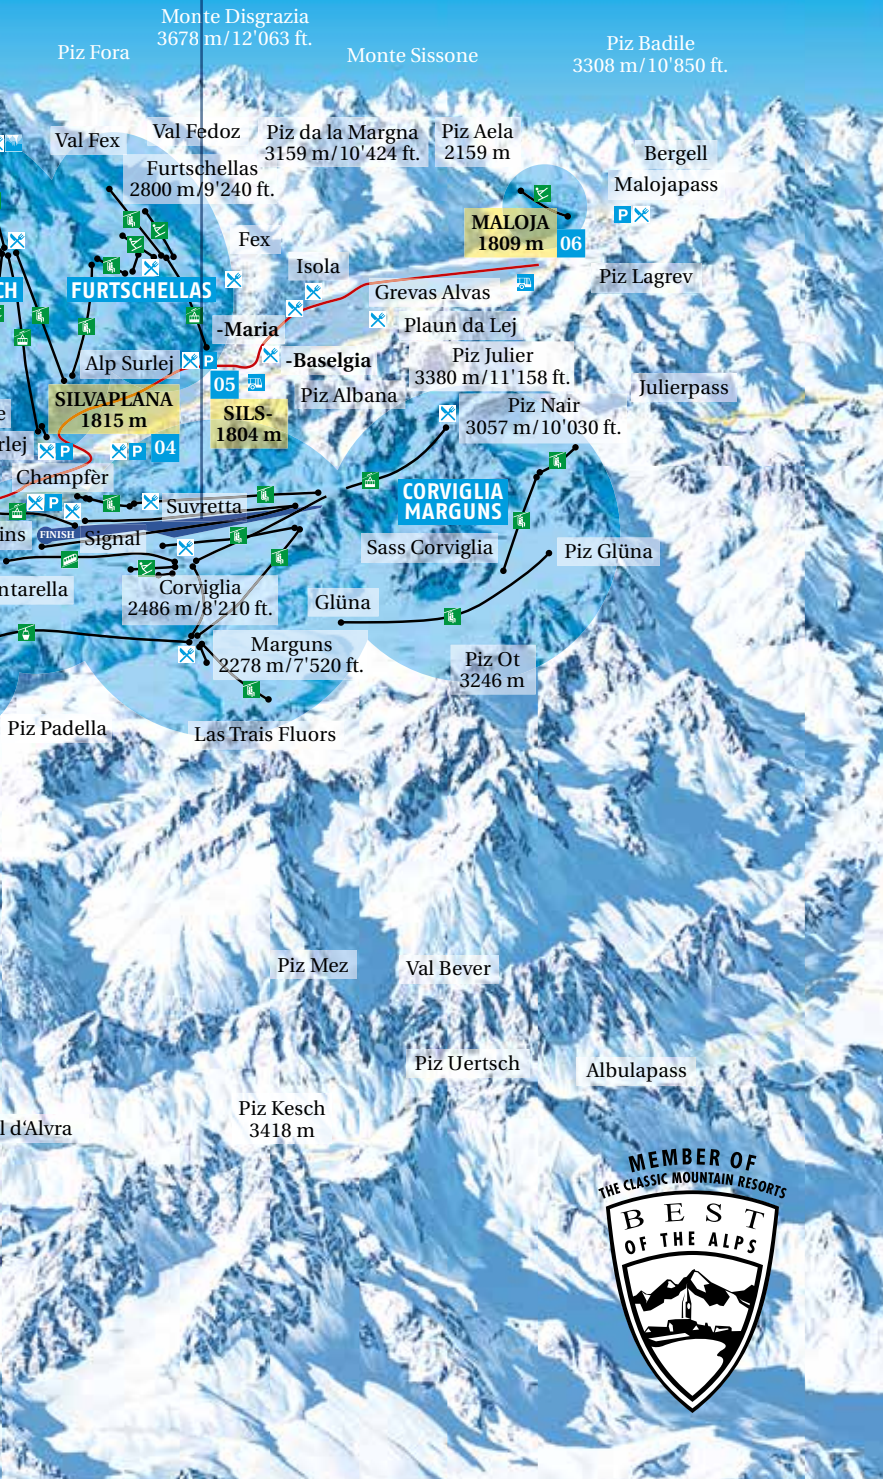 Monte Disgrazia
3678 m/12'063 ft.
Piz Fora
Monte Sissone
Piz Badile
3308 m/10'850 ft.
Val Fex
Val Fedoz
Piz da la Margna
3159 m/10'424 ft.
Piz Aela
2159 m
Bergell
Malojapass
P
Furtschellas
2800 m/9'240 ft.
MALOJA
1809 m
06
Fex
Isola
Piz Lagrev
CH
FURTSCHELLAS
Grevas Alvas
-Maria
Plaun da Lej
Alp Surlej
P
-Baselgia
Piz Julier
3380 m/11'158 ft.
05
Piz Albana
Julierpass
SILVAPLANA
1815 m
SILS-
1804 m
Piz Nair
3057 m/10'030 ft.
e
rlej
P
P
04
Champfèr
CORVIGLIA
MARGUNS
P
Suvretta
ins
FINISH
Signal
Sass Corviglia
Piz Glüna
ntarella
Corviglia
2486 m/8'210 ft.
Glüna
Marguns
2278 m/7'520 ft.
Piz Ot
3246 m
Piz Padella
Las Trais Fluors
Piz Mez
Val Bever
Piz Uertsch
Albulapass
Piz Kesch
3418 m
l d‘Alvra
MEMBER OF
THE CLASSIC MOUNTAIN RESORTS
BEST
OF THE ALPS